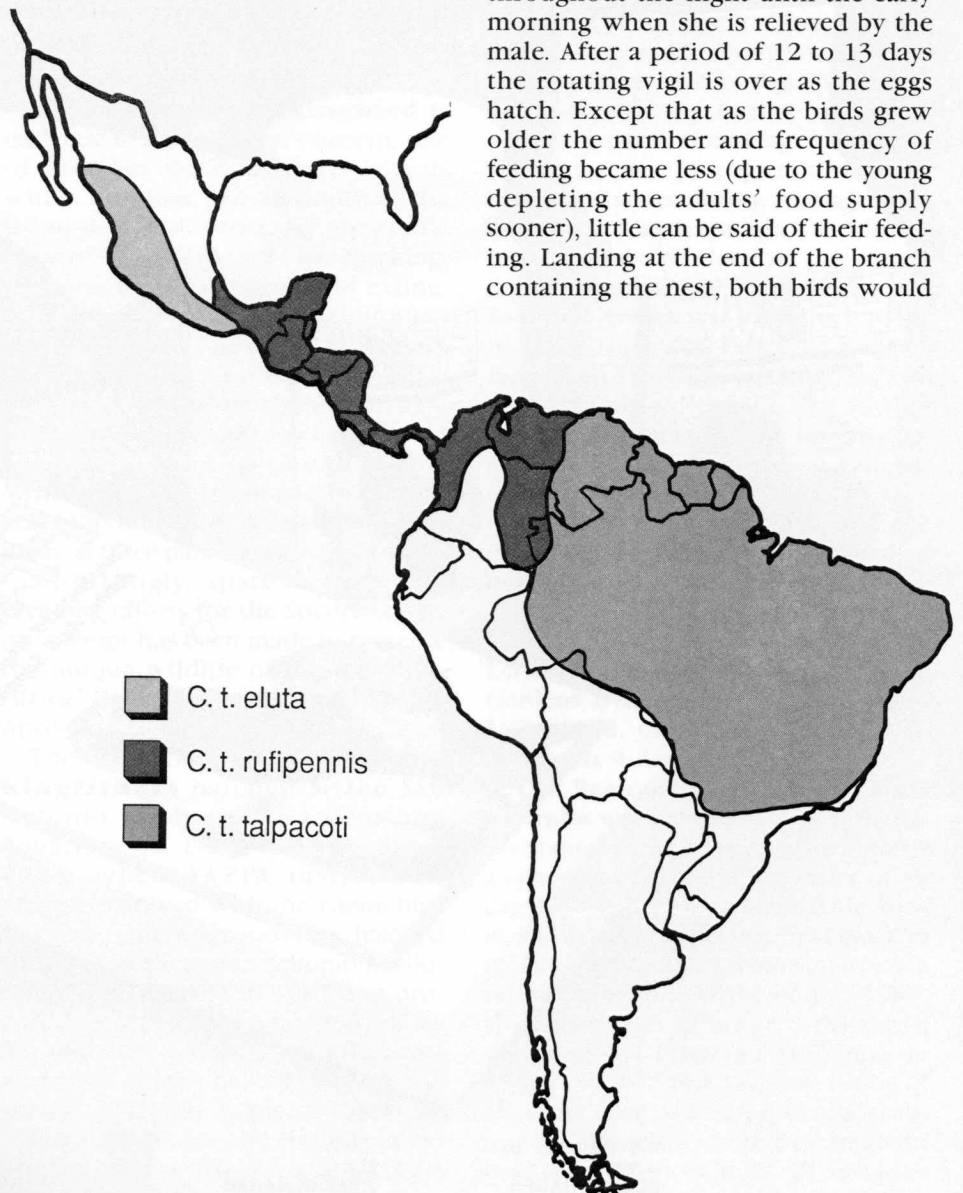 throughout the night until the early
morning when she is relieved by the
male. After a period of 12 to 13 days
the rotating vigil is over as the eggs
hatch. Except that as the birds grew
older the number and frequency of
feeding became less (due to the young
depleting the adults' food supply
sooner), little can be said of their feed-
ing. Landing at the end of the branch
containing the nest, both birds would
C. t. eluta
C. t. rufipennis
C. t. talpacoti